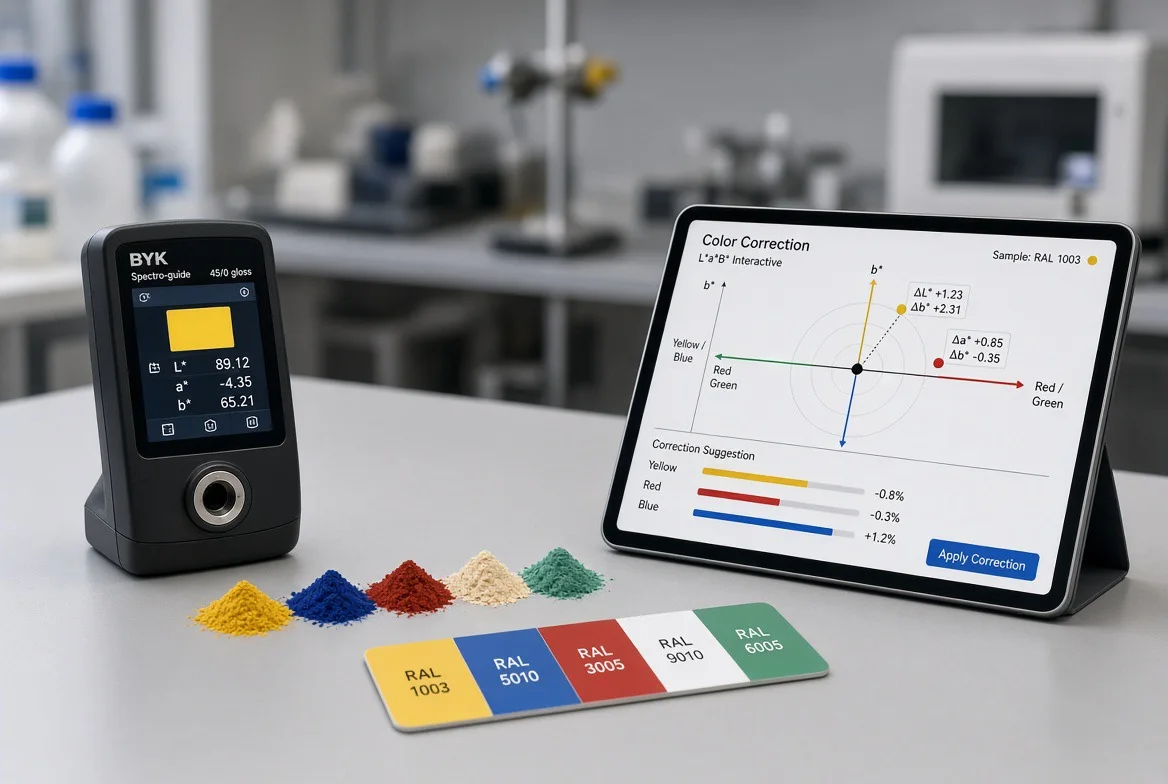 BYK
Spectro-guide 45/0 gloss
L* 89.12
a* -4.35
b* 65.21
Color Correction
L*a*B* Interactive
Sample: RAL 1003
b*
b*
ΔL* +1.23
Δb* +2.31
Δa* +0.85
Δb* -0.35
Yellow /
Blue
Red
Green
Red /
Green
Correction Suggestion
Yellow -0.8%
Red -0.3%
Blue +1.2%
Apply Correction
RAL
1003
RAL
5010
RAL
3005
RAL
9010
RAL
6005